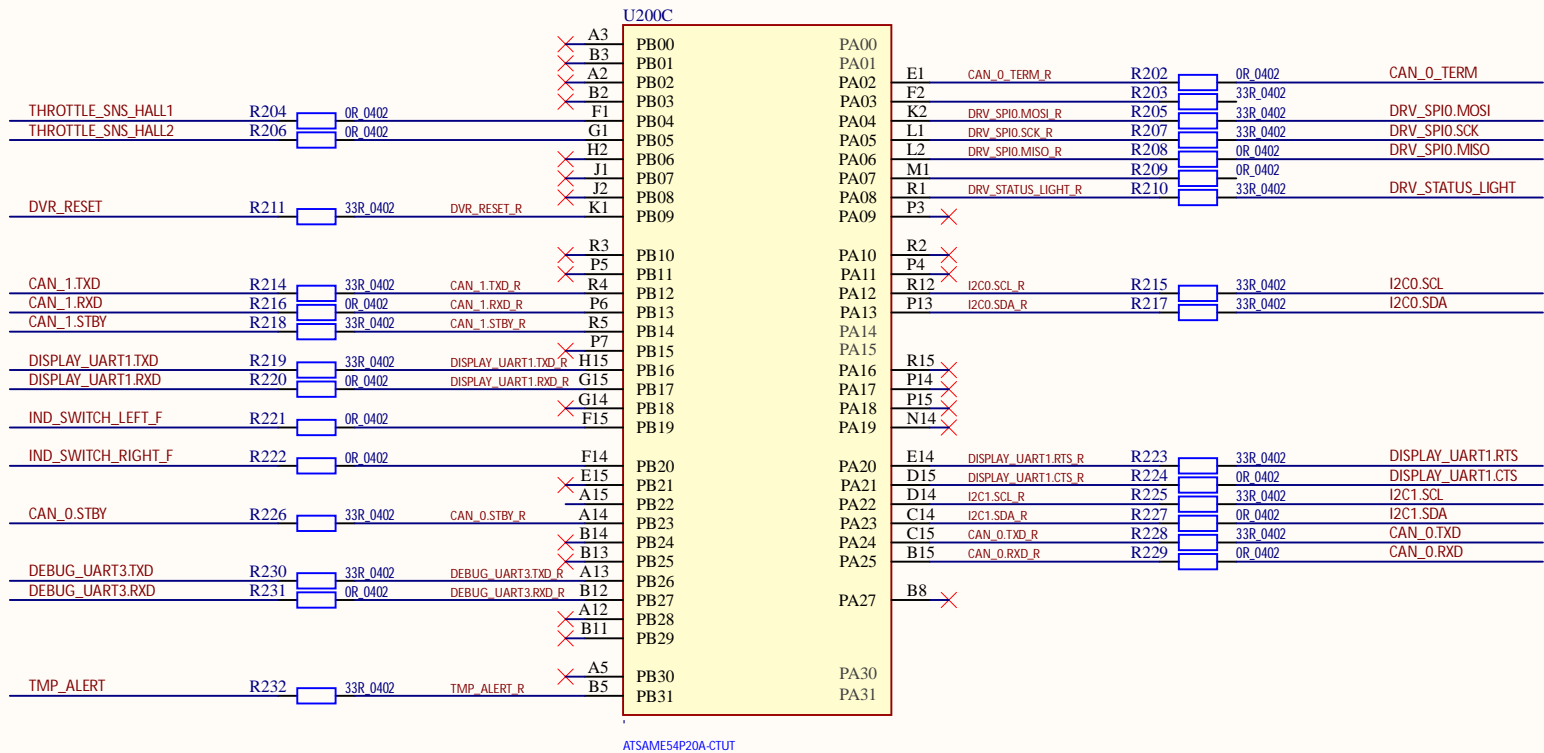 U200C
A3 PB00 PA00
B3 PB01 PA01
A2 PB02 PA02 E1 CAN_0_TERM_R R202 0R_0402 CAN_0_TERM
B2 PB03 PA03 F2 R203 33R_0402
THROTTLE_SNS_HALL1 R204 0R_0402 F1 PB04 PA04 K2 DRV_SPI0.MOSI_R R205 33R_0402 DRV_SPI0.MOSI
THROTTLE_SNS_HALL2 R206 0R_0402 G1 PB05 PA05 L1 DRV_SPI0.SCK_R R207 33R_0402 DRV_SPI0.SCK
H2 PB06 PA06 L2 DRV_SPI0.MISO_R R208 0R_0402 DRV_SPI0.MISO
J1 PB07 PA07 M1 R209 0R_0402
J2 PB08 PA08 R1 DRV_STATUS_LIGHT_R R210 33R_0402 DRV_STATUS_LIGHT
DVR_RESET R211 33R_0402 DVR_RESET_R K1 PB09 PA09 P3
R3 PB10 PA10 R2
P5 PB11 PA11 P4
CAN_1.TXD R214 33R_0402 CAN_1.TXD_R R4 PB12 PA12 R12 I2C0.SCL_R R215 33R_0402 I2C0.SCL
CAN_1.RXD R216 0R_0402 CAN_1.RXD_R P6 PB13 PA13 P13 I2C0.SDA_R R217 33R_0402 I2C0.SDA
CAN_1.STBY R218 33R_0402 CAN_1.STBY_R R5 PB14 PA14
P7 PB15 PA15
DISPLAY_UART1.TXD R219 33R_0402 DISPLAY_UART1.TXD_R H15 PB16 PA16 R15
DISPLAY_UART1.RXD R220 0R_0402 DISPLAY_UART1.RXD_R G15 PB17 PA17 P14
G14 PB18 PA18 P15
IND_SWITCH_LEFT_F R221 0R_0402 F15 PB19 PA19 N14
IND_SWITCH_RIGHT_F R222 0R_0402 F14 PB20 PA20 E14 DISPLAY_UART1.RTS_R R223 33R_0402 DISPLAY_UART1.RTS
E15 PB21 PA21 D15 DISPLAY_UART1.CTS_R R224 0R_0402 DISPLAY_UART1.CTS
A15 PB22 PA22 D14 I2C1.SCL_R R225 33R_0402 I2C1.SCL
CAN_0.STBY R226 33R_0402 CAN_0.STBY_R A14 PB23 PA23 C14 I2C1.SDA_R R227 0R_0402 I2C1.SDA
B14 PB24 PA24 C15 CAN_0.TXD_R R228 33R_0402 CAN_0.TXD
B13 PB25 PA25 B15 CAN_0.RXD_R R229 0R_0402 CAN_0.RXD
DEBUG_UART3.TXD R230 33R_0402 DEBUG_UART3.TXD_R A13 PB26
DEBUG_UART3.RXD R231 0R_0402 DEBUG_UART3.RXD_R B12 PB27 PA27 B8
A12 PB28
B11 PB29
A5 PB30 PA30
TMP_ALERT R232 33R_0402 TMP_ALERT_R B5 PB31 PA31
ATSAME54P20A-CTUT